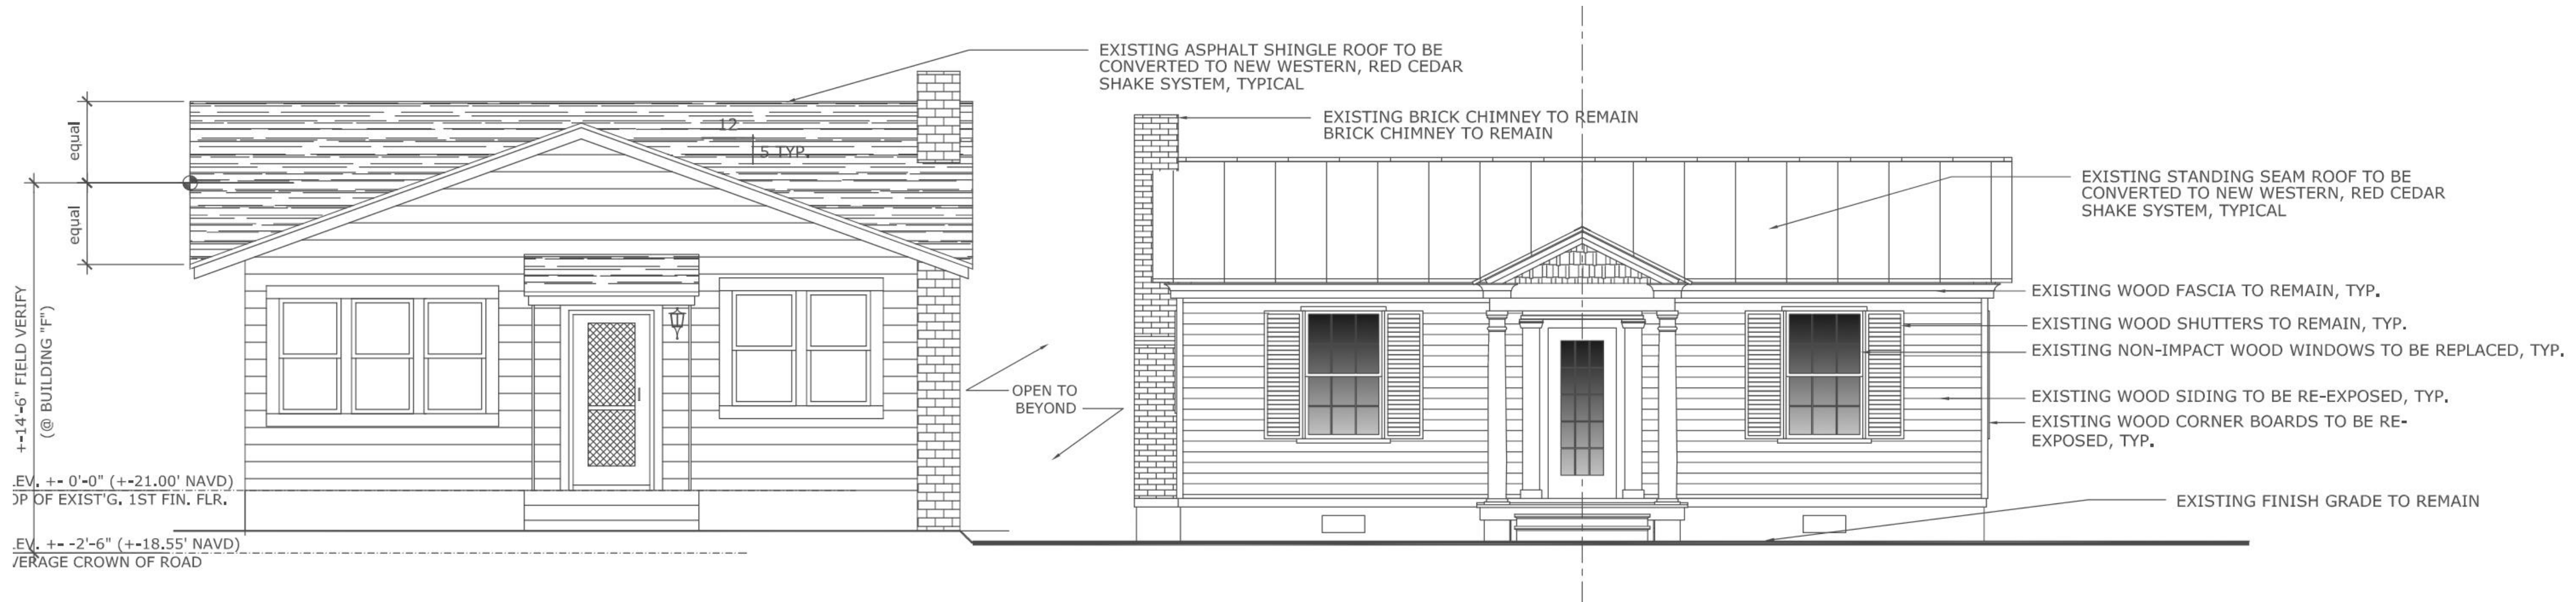 EXISTING ASPHALT SHINGLE ROOF TO BE
CONVERTED TO NEW WESTERN, RED CEDAR
SHAKE SYSTEM, TYPICAL
EXISTING BRICK CHIMNEY TO REMAIN
BRICK CHIMNEY TO REMAIN
12
5 TYP.
equal
equal
+-14'-6" FIELD VERIFY
(@ BUILDING "F")
EXISTING STANDING SEAM ROOF TO BE
CONVERTED TO NEW WESTERN, RED CEDAR
SHAKE SYSTEM, TYPICAL
EXISTING WOOD FASCIA TO REMAIN, TYP.
EXISTING WOOD SHUTTERS TO REMAIN, TYP.
EXISTING NON-IMPACT WOOD WINDOWS TO BE REPLACED, TYP.
OPEN TO
BEYOND
EXISTING WOOD SIDING TO BE RE-EXPOSED, TYP.
EXISTING WOOD CORNER BOARDS TO BE RE-
EXPOSED, TYP.
EV. +- 0'-0" (+-21.00' NAVD)
OP OF EXIST'G. 1ST FIN. FLR.
EXISTING FINISH GRADE TO REMAIN
EV. +- -2'-6" (+-18.55' NAVD)
VERAGE CROWN OF ROAD